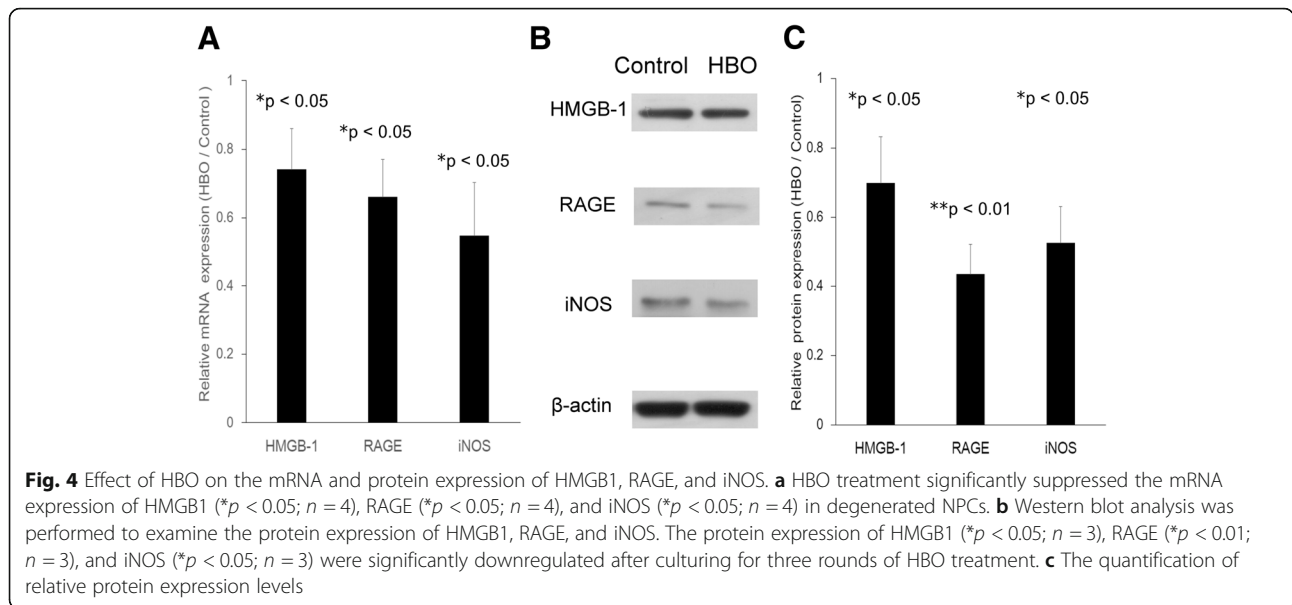 A
B
C
Relative mRNA expression (HBO / Control )
1
0.8
0.6
0.4
0.2
0
*p < 0.05
*p < 0.05
*p < 0.05
HMGB-1 RAGE iNOS
Control HBO
HMGB-1
RAGE
iNOS
β-actin
Relative protein expression (HBO / Control)
1
0.8
0.6
0.4
0.2
0
*p < 0.05
**p < 0.01
*p < 0.05
HMGB-1 RAGE iNOS
Fig. 4 Effect of HBO on the mRNA and protein expression of HMGB1, RAGE, and iNOS. a HBO treatment significantly suppressed the mRNA
expression of HMGB1 (*p < 0.05; n = 4), RAGE (*p < 0.05; n = 4), and iNOS (*p < 0.05; n = 4) in degenerated NPCs. b Western blot analysis was
performed to examine the protein expression of HMGB1, RAGE, and iNOS. The protein expression of HMGB1 (*p < 0.05; n = 3), RAGE (*p < 0.01;
n = 3), and iNOS (*p < 0.05; n = 3) were significantly downregulated after culturing for three rounds of HBO treatment. c The quantification of
relative protein expression levels